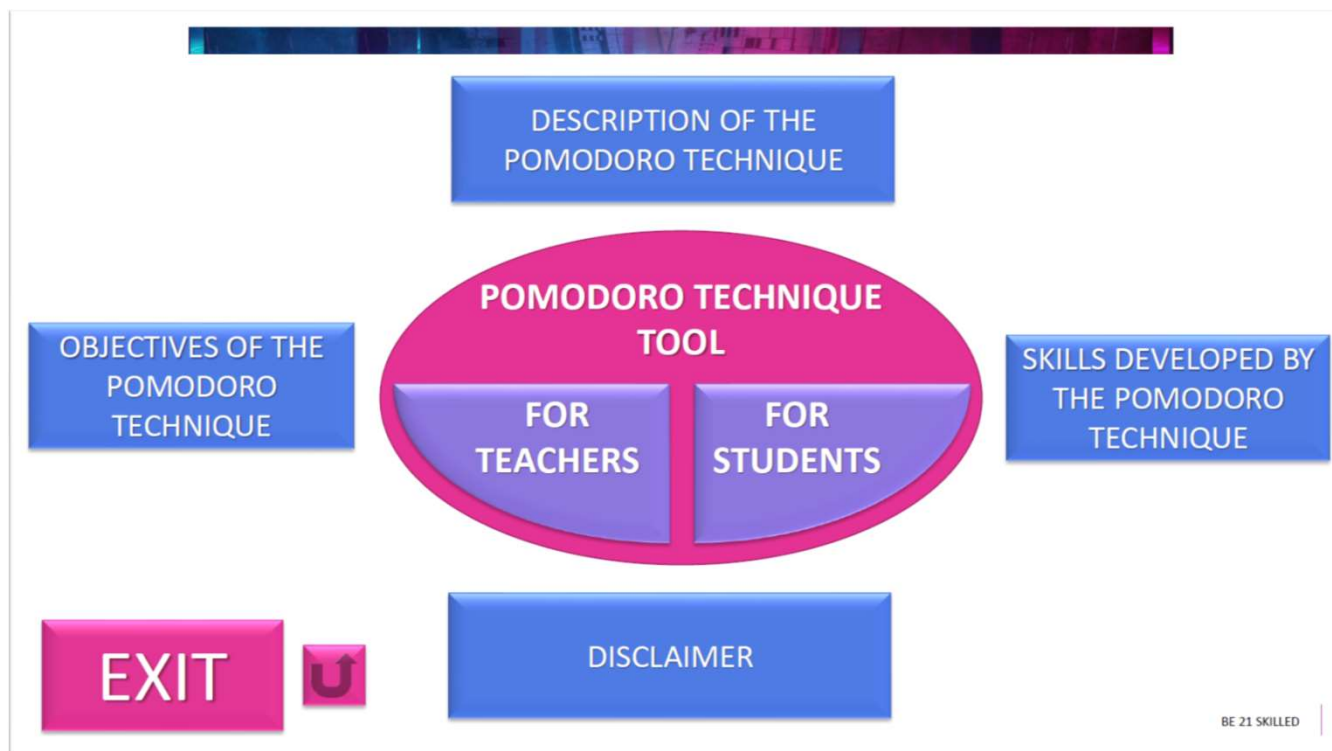 DESCRIPTION OF THE
POMODORO TECHNIQUE
POMODORO TECHNIQUE
TOOL
FOR
TEACHERS
FOR
STUDENTS
OBJECTIVES OF THE
POMODORO
TECHNIQUE
SKILLS DEVELOPED BY
THE POMODORO
TECHNIQUE
DISCLAIMER
EXIT
BE 21 SKILLED